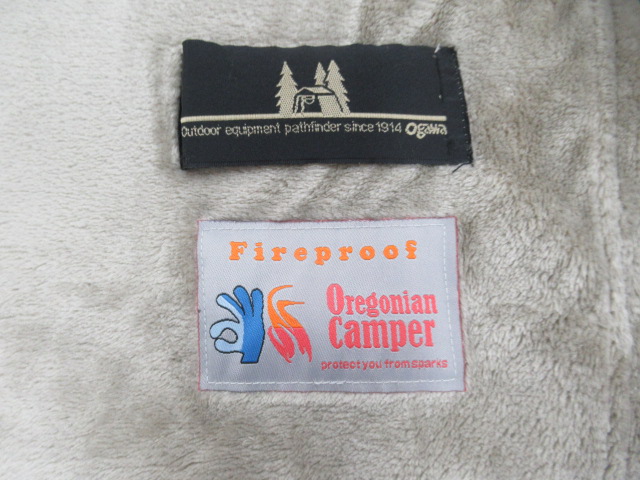 Outdoor equipment pathfinder since 1914 Ogawa
Fireproof
Oregonian
Camper
protect you from sparks